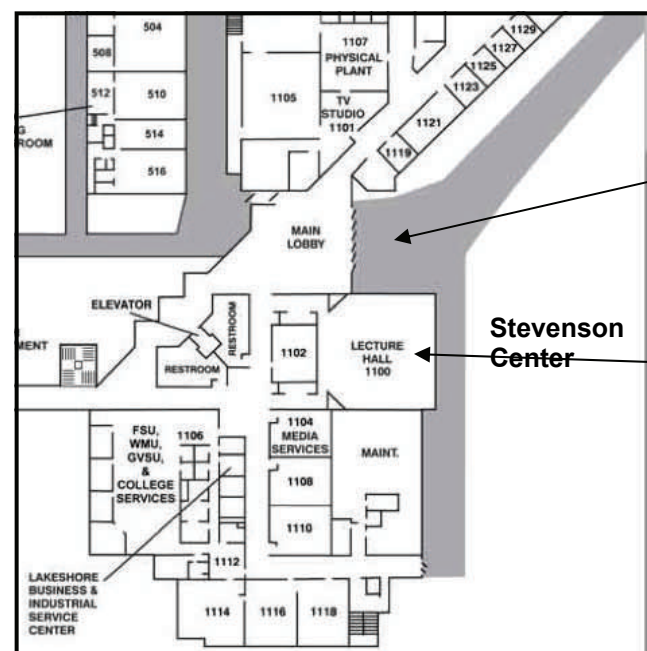 504
508
512
510
G
ROOM
514
516
1107
PHYSICAL
PLANT
1105
TV
STUDIO
1101
1129
1127
1125
1123
1121
1119
MAIN
LOBBY
ELEVATOR
RESTROOM
RESTROOM
MENT
1102
LECTURE
HALL
1100
Stevenson
Center
FSU,
WMU,
GVSU,
&
COLLEGE
SERVICES
1106
1104
MEDIA
SERVICES
MAINT.
1108
1110
1112
LAKESHORE
BUSINESS &
INDUSTRIAL
SERVICE
CENTER
1114
1116
1118